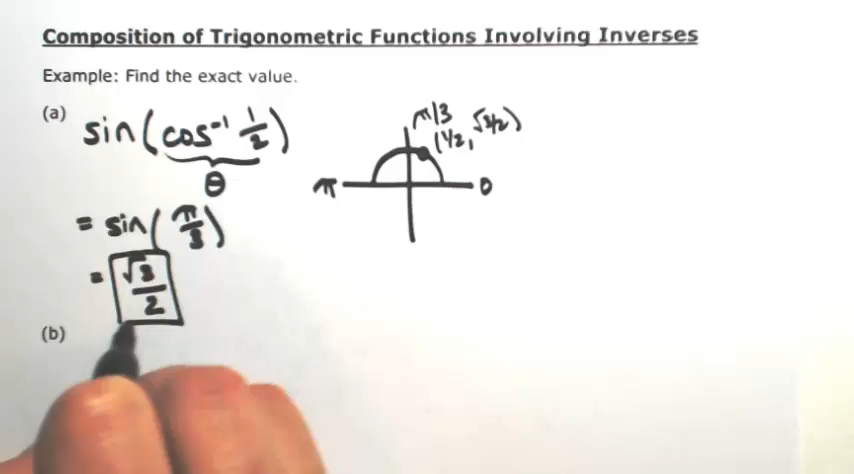 Composition of Trigonometric Functions Involving Inverses
Example: Find the exact value.
(a) sin(cos⁻¹ 1/2)
θ
= sin(π/3)
= √3/2
π/3
(1/2, √3/2)
π 0
(b)